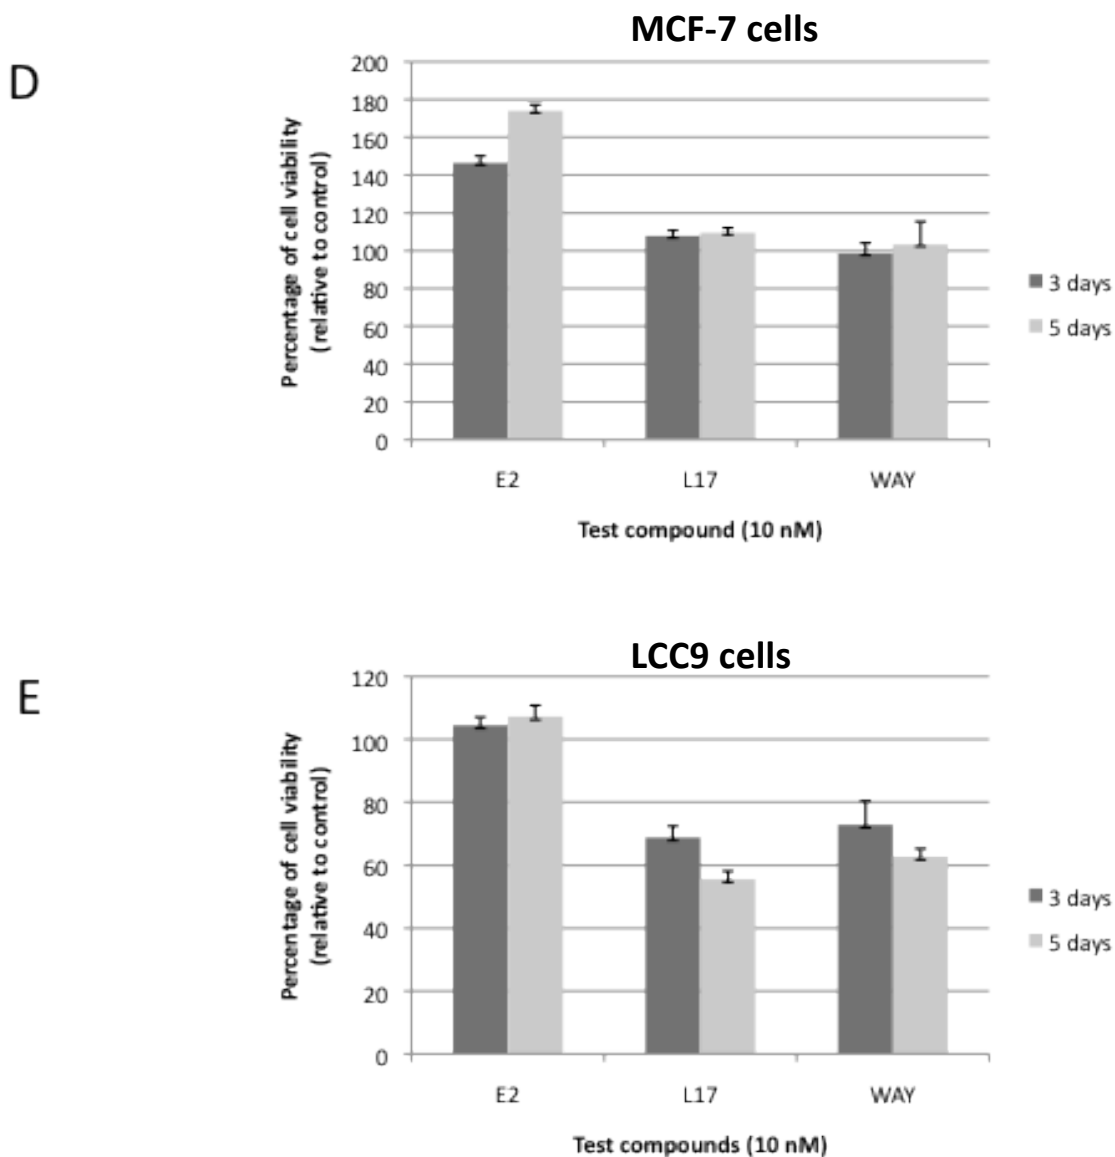 D
MCF-7 cells
Percentage of cell viability
(relative to control)
200
180
160
140
120
100
80
60
40
20
0
E2 L17 WAY
Test compound (10 nM)
3 days
5 days
E
LCC9 cells
Percentage of cell viability
(relative to control)
120
100
80
60
40
20
0
E2 L17 WAY
Test compounds (10 nM)
3 days
5 days